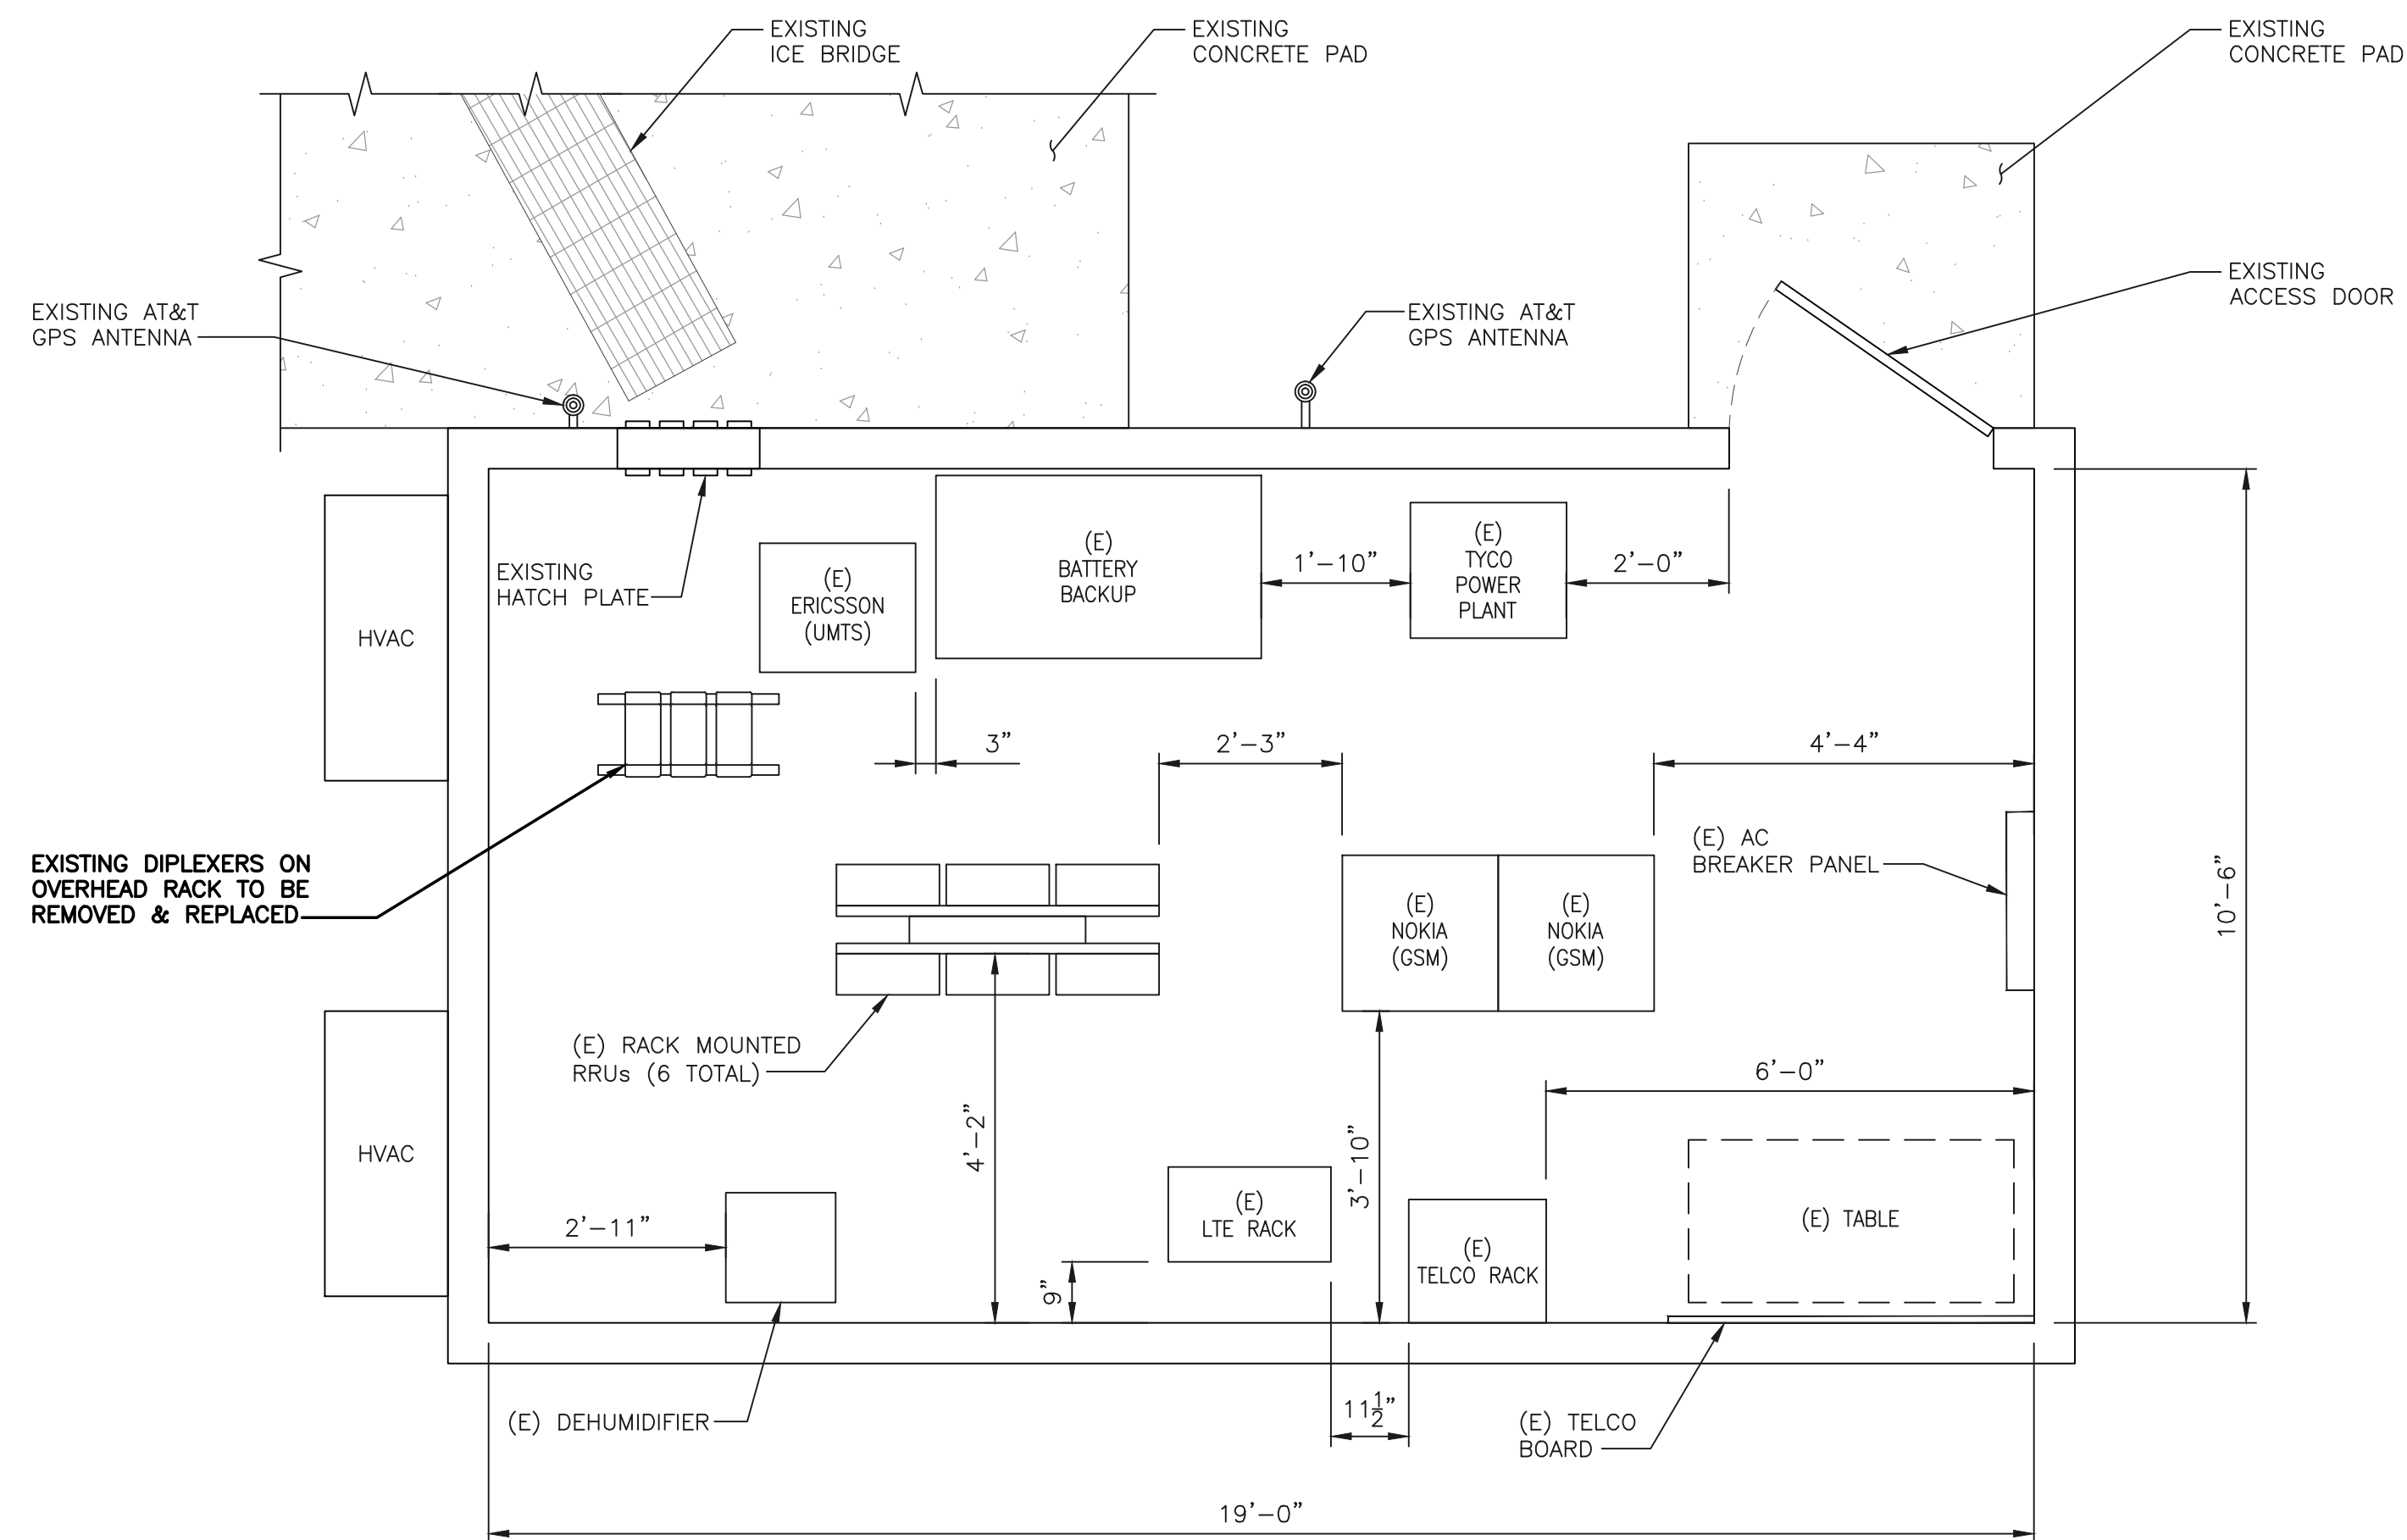 EXISTING
ICE BRIDGE
EXISTING
CONCRETE PAD
EXISTING
CONCRETE PAD
EXISTING AT&T
GPS ANTENNA
EXISTING AT&T
GPS ANTENNA
EXISTING
ACCESS DOOR
HVAC
EXISTING
HATCH PLATE
(E)
ERICSSON
(UMTS)
(E)
BATTERY
BACKUP
1'-10"
(E)
TYCO
POWER
PLANT
2'-0"
3"
2'-3"
4'-4"
EXISTING DIPLEXERS ON
OVERHEAD RACK TO BE
REMOVED & REPLACED
(E) AC
BREAKER PANEL
10'-6"
(E)
NOKIA
(GSM)
(E)
NOKIA
(GSM)
(E) RACK MOUNTED
RRUs (6 TOTAL)
6'-0"
HVAC
4'-2"
3'-10"
2'-11"
(E)
LTE RACK
(E)
TELCO RACK
(E) TABLE
9"
(E) DEHUMIDIFIER
11 1/2"
(E) TELCO
BOARD
19'-0"